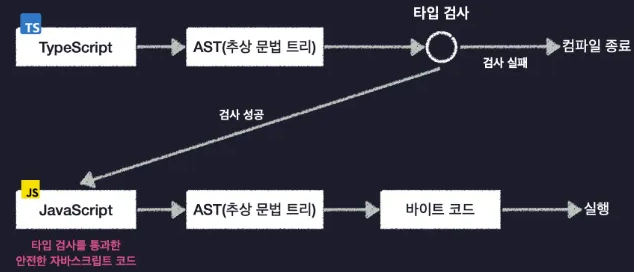 타입 검사
TS
TypeScript
AST(추상 문법 트리)
컴파일 종료
검사 실패
검사 성공
JS
JavaScript
AST(추상 문법 트리)
바이트 코드
실행
타입 검사를 통과한
안전한 자바스크립트 코드